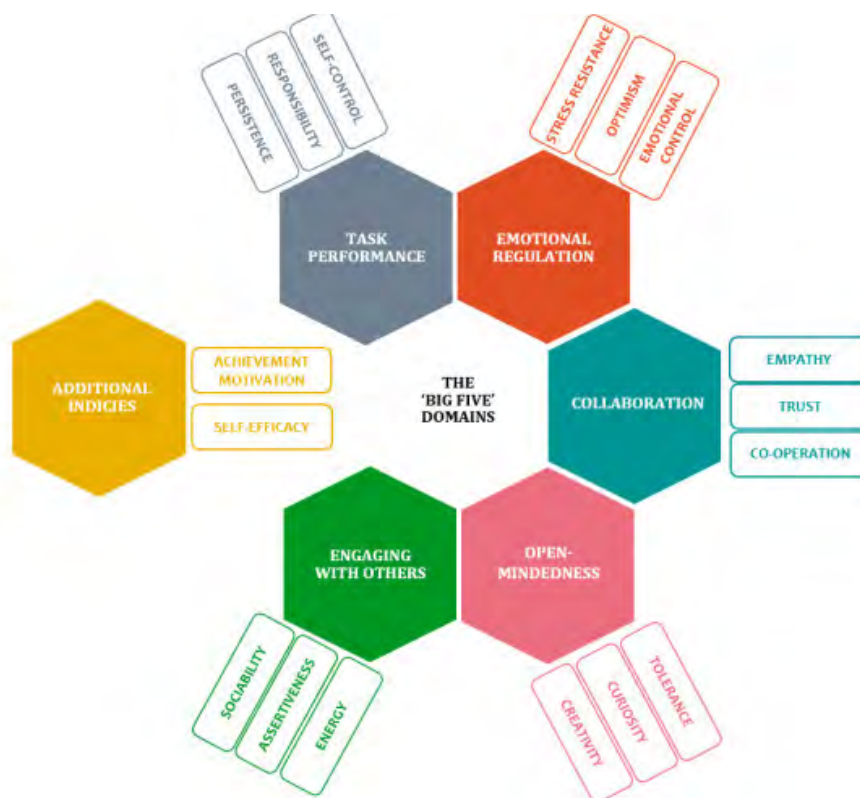 PERSISTENCE
RESPONSIBILITY
SELF-CONTROL
STRESS RESISTANCE
OPTIMISM
EMOTIONAL
CONTROL
TASK
PERFORMANCE
EMOTIONAL
REGULATION
ADDITIONAL
INDICIES
ACHIEVEMENT
MOTIVATION
SELF-EFFICACY
THE
'BIG FIVE'
DOMAINS
COLLABORATION
EMPATHY
TRUST
CO-OPERATION
ENGAGING
WITH OTHERS
OPEN-
MINDEDNESS
SOCIABILITY
ASSERTIVENESS
ENERGY
CREATIVITY
CURIOSITY
TOLERANCE